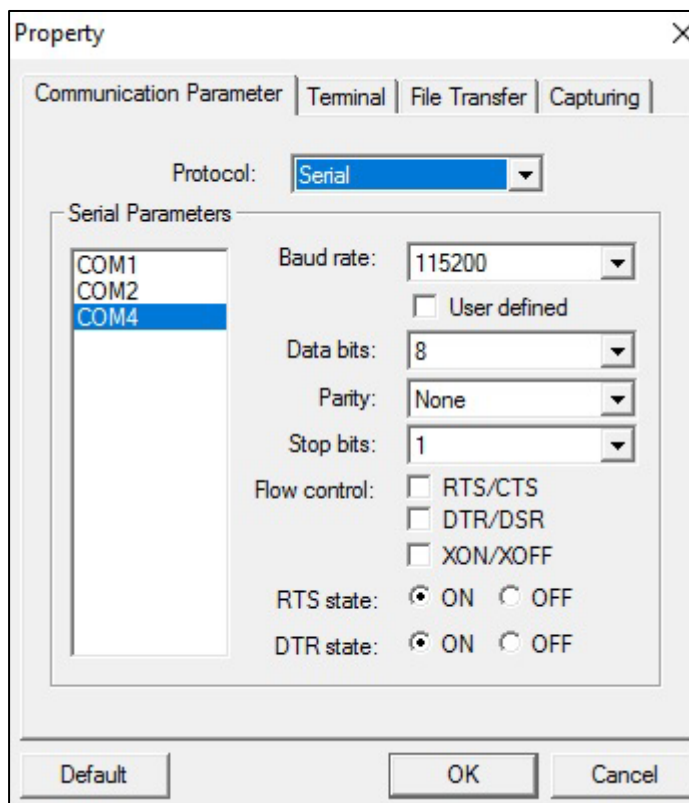 Property
Communication Parameter Terminal File Transfer Capturing
Protocol: Serial
Serial Parameters
COM1
COM2
COM4
Baud rate: 115200
User defined
Data bits: 8
Parity: None
Stop bits: 1
Flow control: RTS/CTS
DTR/DSR
XON/XOFF
RTS state: ON OFF
DTR state: ON OFF
Default OK Cancel